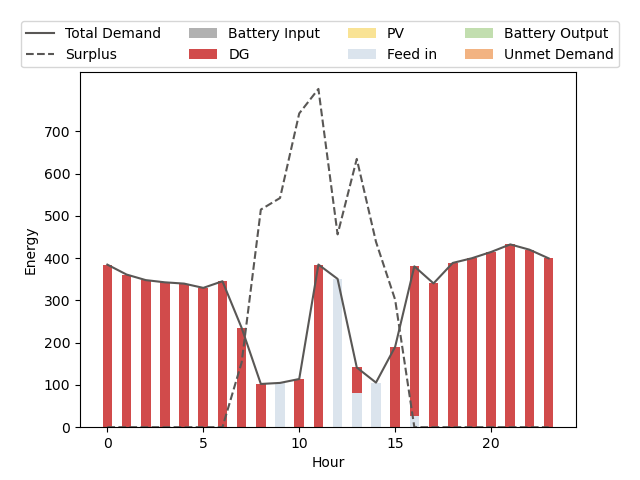 Total Demand Battery Input PV Battery Output
Surplus DG Feed in Unmet Demand
700
600
500
400
300
200
100
0
Energy
0 5 10 15 20
Hour